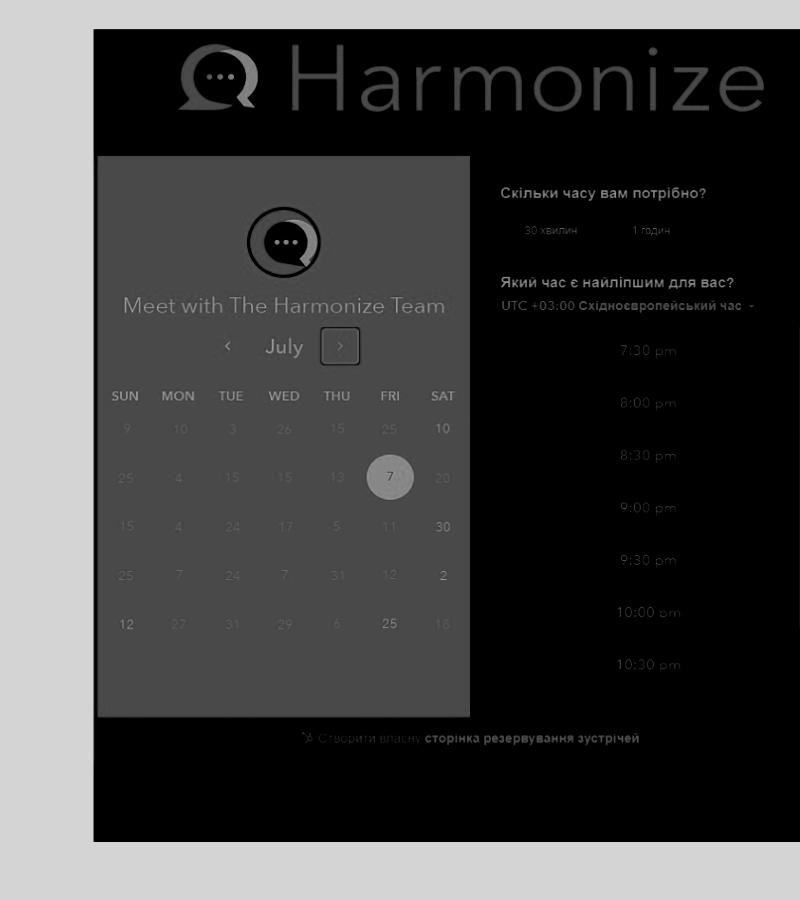 Harmonize
Meet with The Harmonize Team
July
SUN MON TUE WED THU FRI SAT
9 10 3 26 15 25 10
25 4 15 15 13 7 20
15 4 24 17 5 11 30
25 7 24 7 31 12 2
12 27 31 29 6 25 18
Скільки часу вам потрібно?
30 хвилин 1 годин
Який час є найліпшим для вас?
UTC +03:00 Східноєвропейський час
7:30 pm
8:00 pm
8:30 pm
9:00 pm
9:30 pm
10:00 pm
10:30 pm
Створити власну сторінка резервування зустрічей